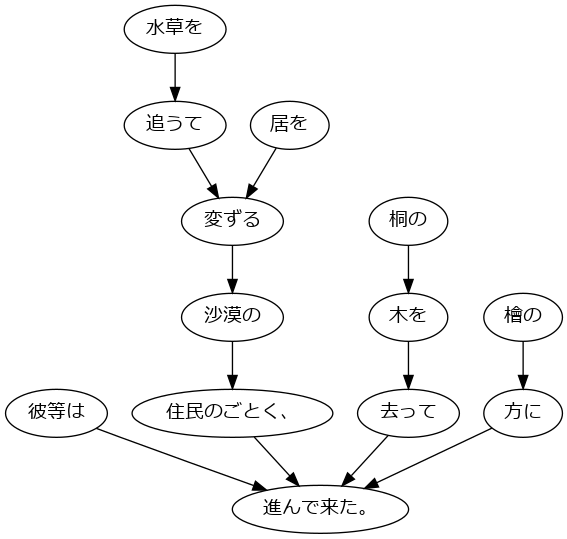 水草を
追うて
居を
変ずる
桐の
沙漠の
木を
檜の
彼等は
住民のごとく、
去って
方に
進んで来た。